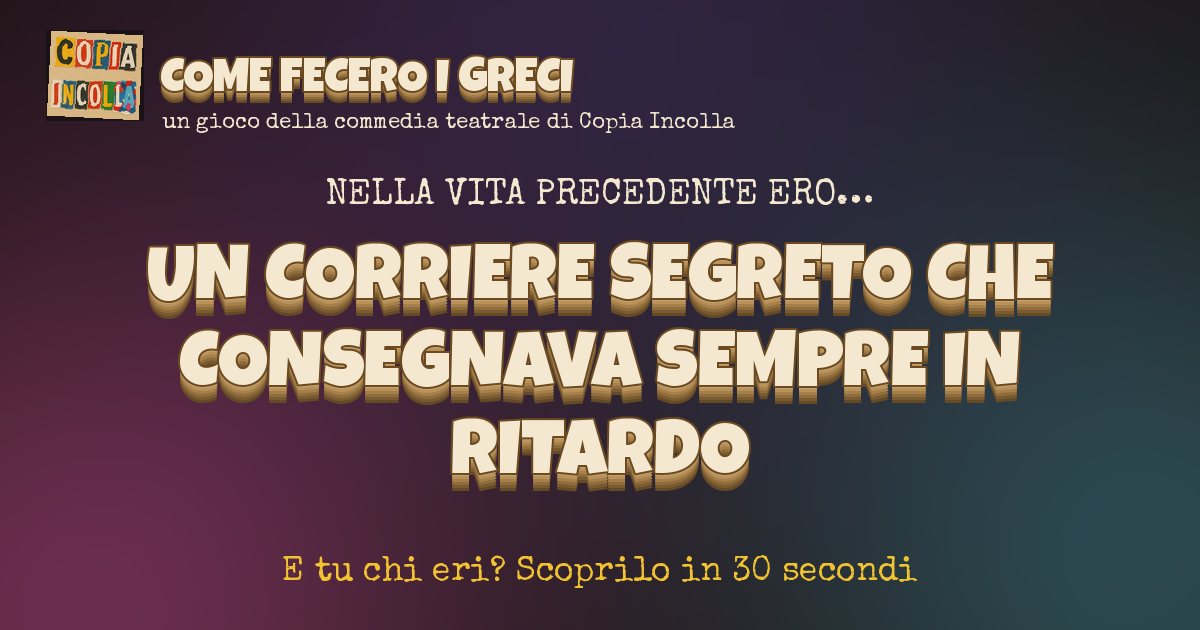 COPIA
INCOLLA
COME FECERO I GRECI
un gioco della commedia teatrale di Copia Incolla
NELLA VITA PRECEDENTE ERO...
UN CORRIERE SEGRETO CHE
CONSEGNAVA SEMPRE IN
RITARDO
E tu chi eri? Scoprilo in 30 secondi